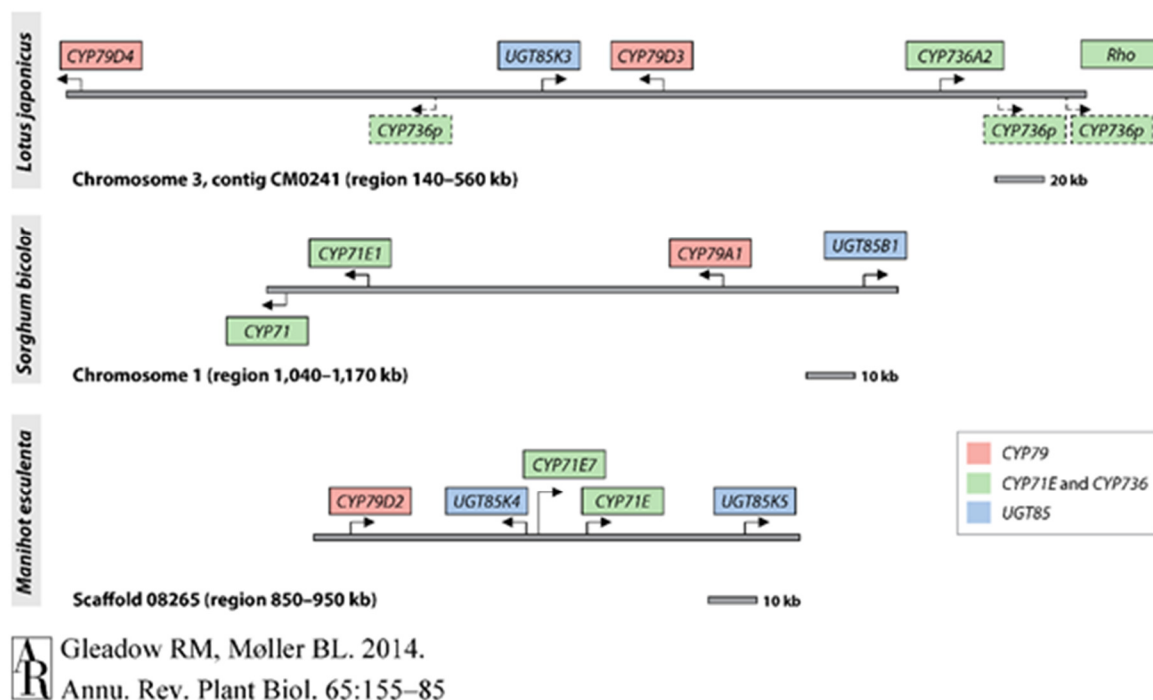 Lotus japonicus
CYP79D4
UGT85K3
CYP79D3
CYP736A2
Rho
CYP736p
CYP736p
CYP736p
Chromosome 3, contig CM0241 (region 140–560 kb)
20 kb
Sorghum bicolor
CYP71E1
CYP79A1
UGT85B1
CYP71
Chromosome 1 (region 1,040–1,170 kb)
10 kb
Manihot esculenta
CYP71E7
CYP79D2
UGT85K4
CYP71E
UGT85K5
Scaffold 08265 (region 850–950 kb)
10 kb
CYP79
CYP71E and CYP736
UGT85
AR
Gleadow RM, Møller BL. 2014.
Annu. Rev. Plant Biol. 65:155–85